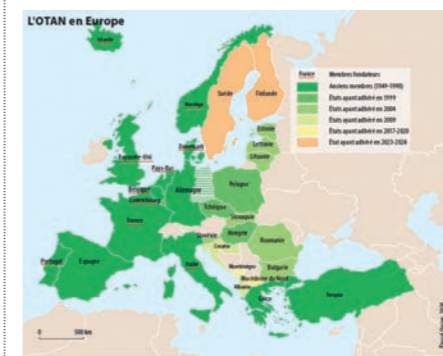 L'OTAN en Europe
Islande
France Membres fondateurs
Anciens membres (1949-1990)
États ayant adhéré en 1999
États ayant adhéré en 2004
États ayant adhéré en 2009
États ayant adhéré en 2017-2020
État ayant adhéré en 2023-2024
Norvège
Suède
Finlande
Estonie
Lettonie
Lituanie
Danemark
Royaume-Uni
Pays-Bas
Belgique
Luxembourg
Allemagne
Pologne
Tchéquie
Slovaquie
France
Hongrie
Slovénie
Croatie
Roumanie
Portugal
Espagne
Italie
Monténégro
Bulgarie
Macédoine du Nord
Albanie
Grèce
Turquie
0 500 km